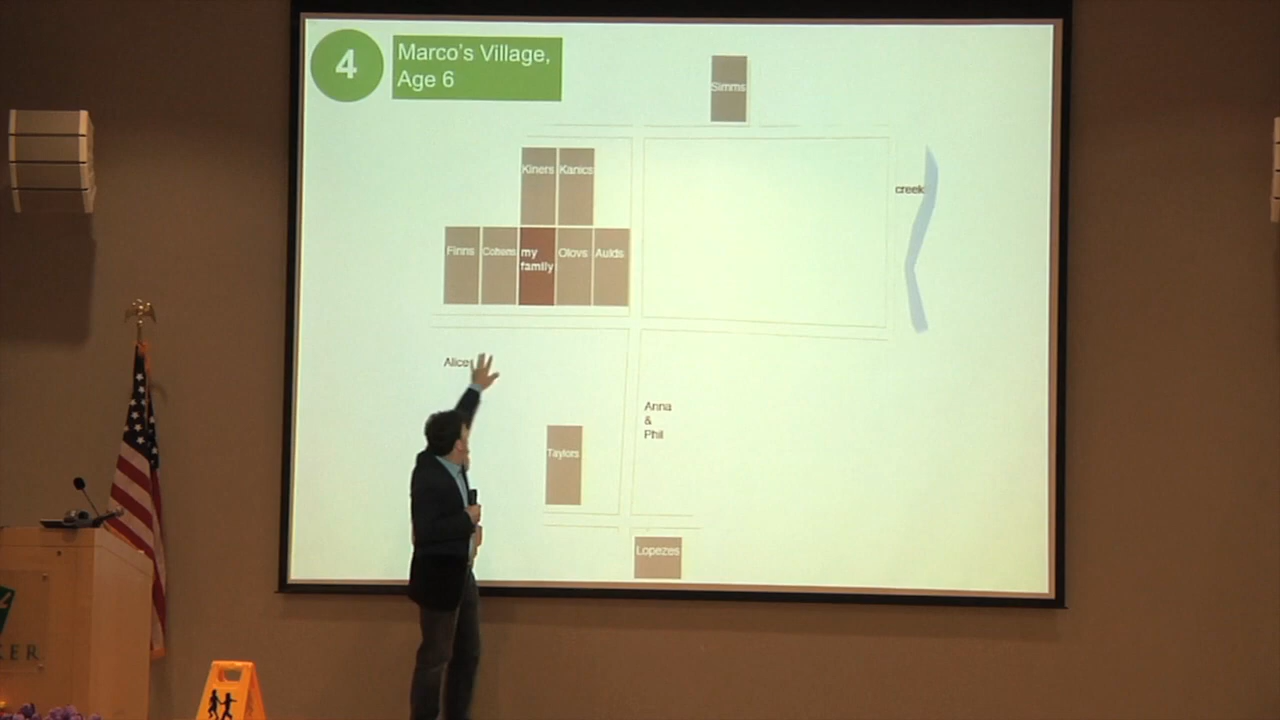 4
Marco's Village,
Age 6
Simms
Kiners Kanics
creek
Finns Cohens my family Olovs Aulds
Alice
Anna
&
Phil
Taylors
Lopezes
KER